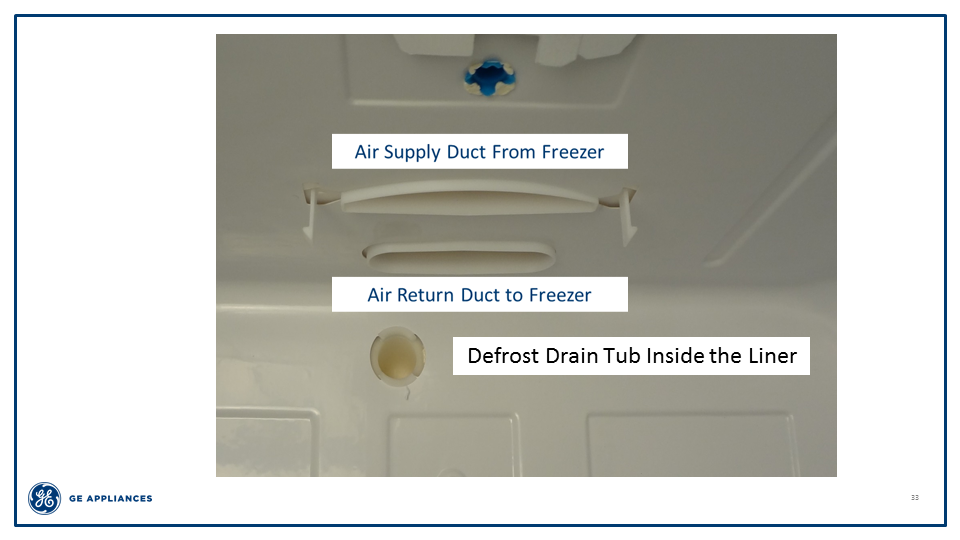 Air Supply Duct From Freezer
Air Return Duct to Freezer
Defrost Drain Tub Inside the Liner
GE APPLIANCES
33